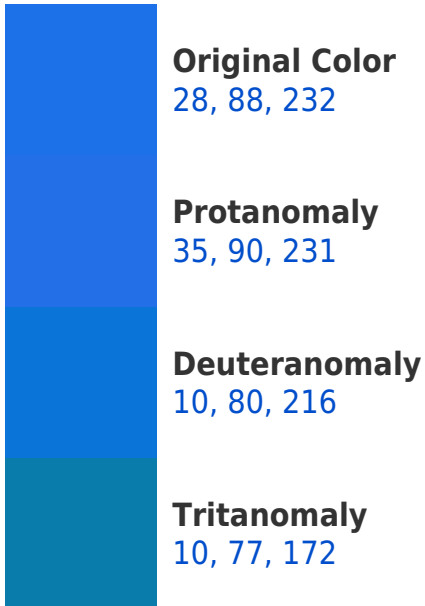 Original Color
28, 88, 232
Protanomaly
35, 90, 231
Deuteranomaly
10, 80, 216
Tritanomaly
10, 77, 172